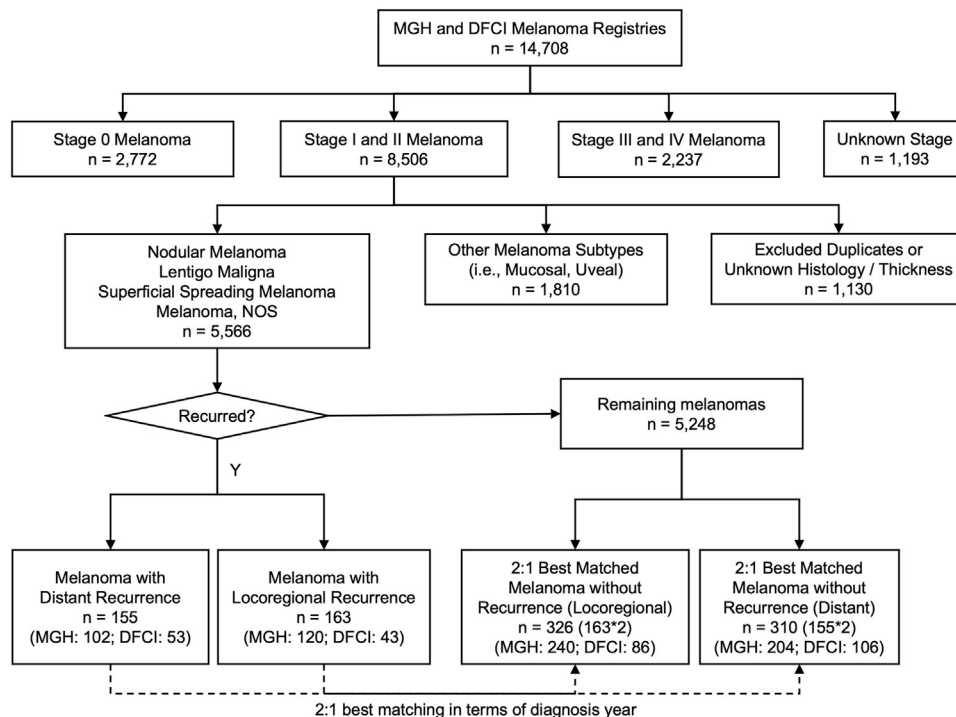 MGH and DFCI Melanoma Registries
n = 14,708
Stage 0 Melanoma
n = 2,772
Stage I and II Melanoma
n = 8,506
Stage III and IV Melanoma
n = 2,237
Unknown Stage
n = 1,193
Nodular Melanoma
Lentigo Maligna
Superficial Spreading Melanoma
Melanoma, NOS
n = 5,566
Other Melanoma Subtypes
(i.e., Mucosal, Uveal)
n = 1,810
Excluded Duplicates or
Unknown Histology / Thickness
n = 1,130
Recurred?
Remaining melanomas
n = 5,248
Y
Melanoma with
Distant Recurrence
n = 155
(MGH: 102; DFCI: 53)
Melanoma with
Locoregional Recurrence
n = 163
(MGH: 120; DFCI: 43)
2:1 Best Matched
Melanoma without
Recurrence (Locoregional)
n = 326 (163*2)
(MGH: 240; DFCI: 86)
2:1 Best Matched
Melanoma without
Recurrence (Distant)
n = 310 (155*2)
(MGH: 204; DFCI: 106)
2:1 best matching in terms of diagnosis year